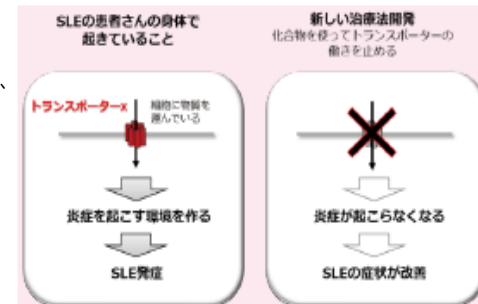 、
SLEの患者さんの身体で
起きていること
トランスポーターx
細胞に物質を
運んでいる
炎症を起こす環境を作る
SLE発症
新しい治療法開発
化合物を使ってトランスポーターの
働きを止める
炎症が起こらなくなる
SLEの症状が改善